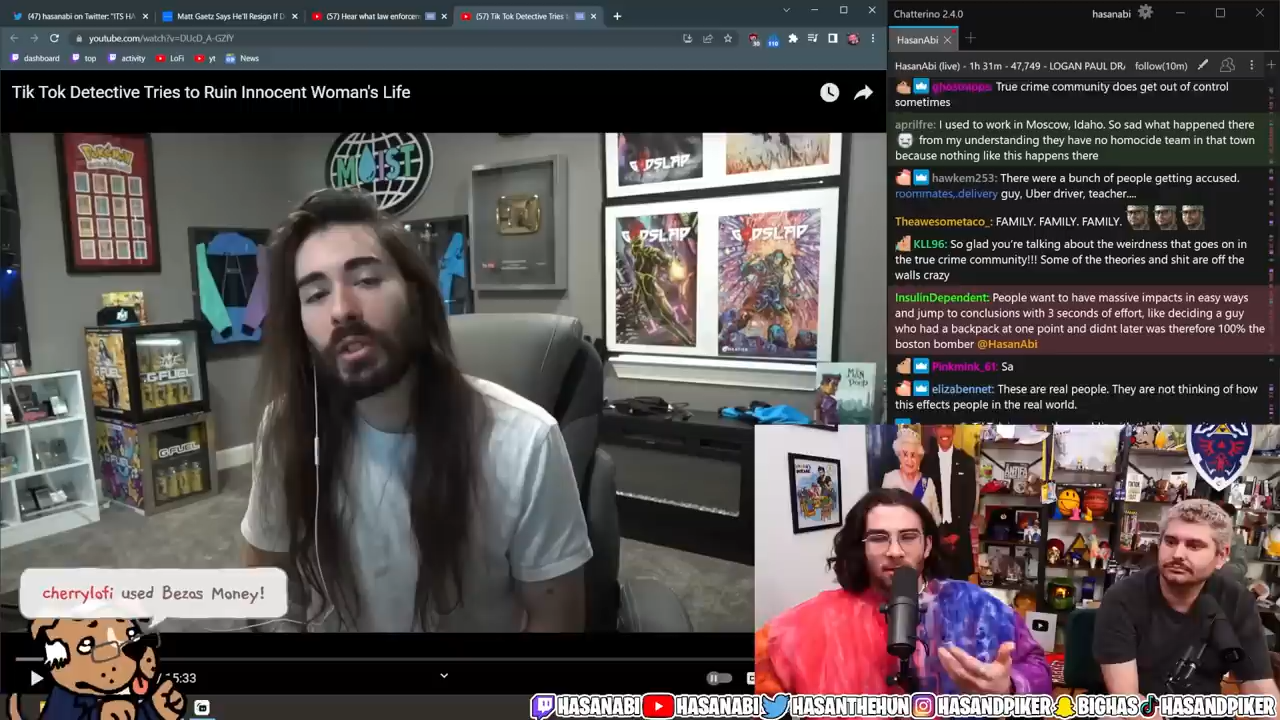 (47) hasanabi on Twitter: "ITS HA
Matt Gaetz Says He'll Resign If D
(57) Hear what law enforcen
(57) Tik Tok Detective Tries t
youtube.com/watch?v=DUcD_A-GZfY
dashboard
top
activity
LoFi
yt
News
Tik Tok Detective Tries to Ruin Innocent Woman's Life
POKÉMON
MOIST
GODSLAP
GODSLAP
GODSLAP
G FUEL
G FUEL
THE MAN
DEEP
cherrylofi used Bezos Money!
15:33
Chatterino 2.4.0
hasanabi
HasanAbi
HasanAbi (live) - 1h 31m - 47,749 - LOGAN PAUL DR
follow(10m)
True crime community does get out of control
sometimes
aprilfre: I used to work in Moscow, Idaho. So sad what happened there
from my understanding they have no homocide team in that town
because nothing like this happens there
hawkem253: There were a bunch of people getting accused.
roommates,.delivery guy, Uber driver, teacher....
Theawesometaco_: FAMILY. FAMILY. FAMILY.
KLL96: So glad you're talking about the weirdness that goes on in
the true crime community!!! Some of the theories and shit are off the
walls crazy
InsulinDependent: People want to have massive impacts in easy ways
and jump to conclusions with 3 seconds of effort, like deciding a guy
who had a backpack at one point and didnt later was therefore 100% the
boston bomber @HasanAbi
Pinkmink_61: Sa
elizabennet: These are real people. They are not thinking of how
this effects people in the real world.
ANTIFA
HASANABI
HASANABI
HASANTHEHUN
HASANDPIKER
BIGHAS
HASANDPIKER